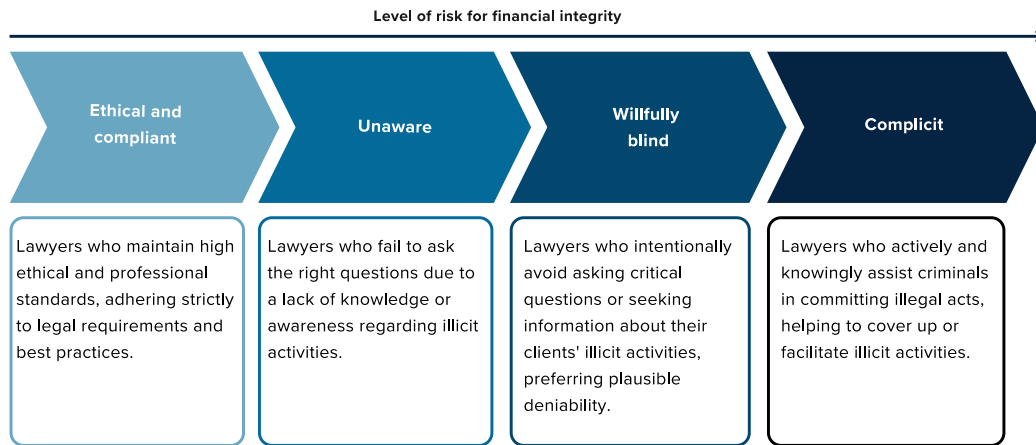 Level of risk for financial integrity
Ethical and
compliant
Unaware
Willfully
blind
Complicit
Lawyers who maintain high
ethical and professional
standards, adhering strictly
to legal requirements and
best practices.
Lawyers who fail to ask
the right questions due to
a lack of knowledge or
awareness regarding illicit
activities.
Lawyers who intentionally
avoid asking critical
questions or seeking
information about their
clients' illicit activities,
preferring plausible
deniability.
Lawyers who actively and
knowingly assist criminals
in committing illegal acts,
helping to cover up or
facilitate illicit activities.